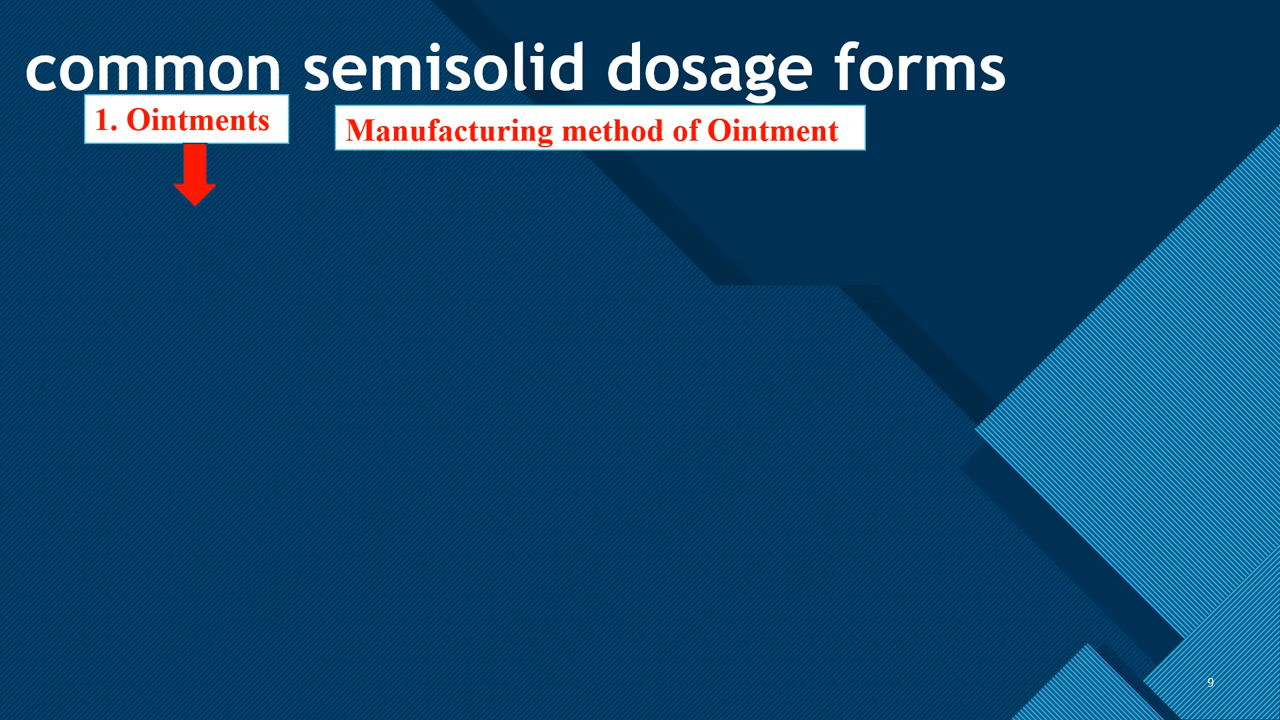 common semisolid dosage forms
1. Ointments
Manufacturing method of Ointment
9